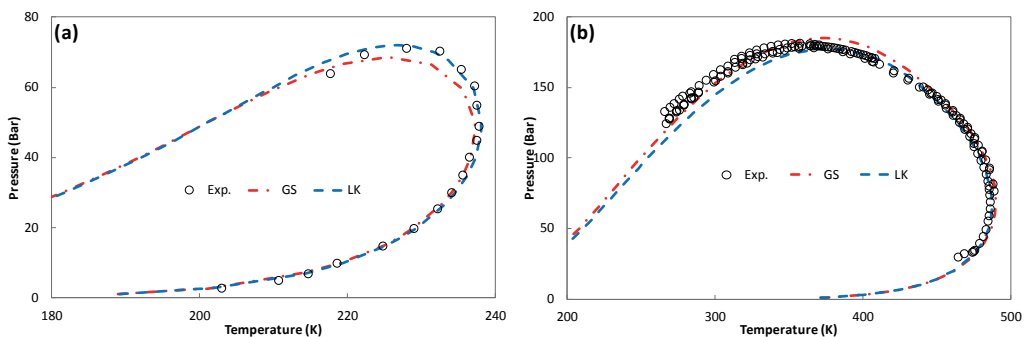 (a)
80
60
40
20
0
Pressure (Bar)
Exp. GS LK
180 200 220 240
Temperature (K)
(b)
200
150
100
50
0
Pressure (Bar)
Exp. GS LK
200 300 400 500
Temperature (K)